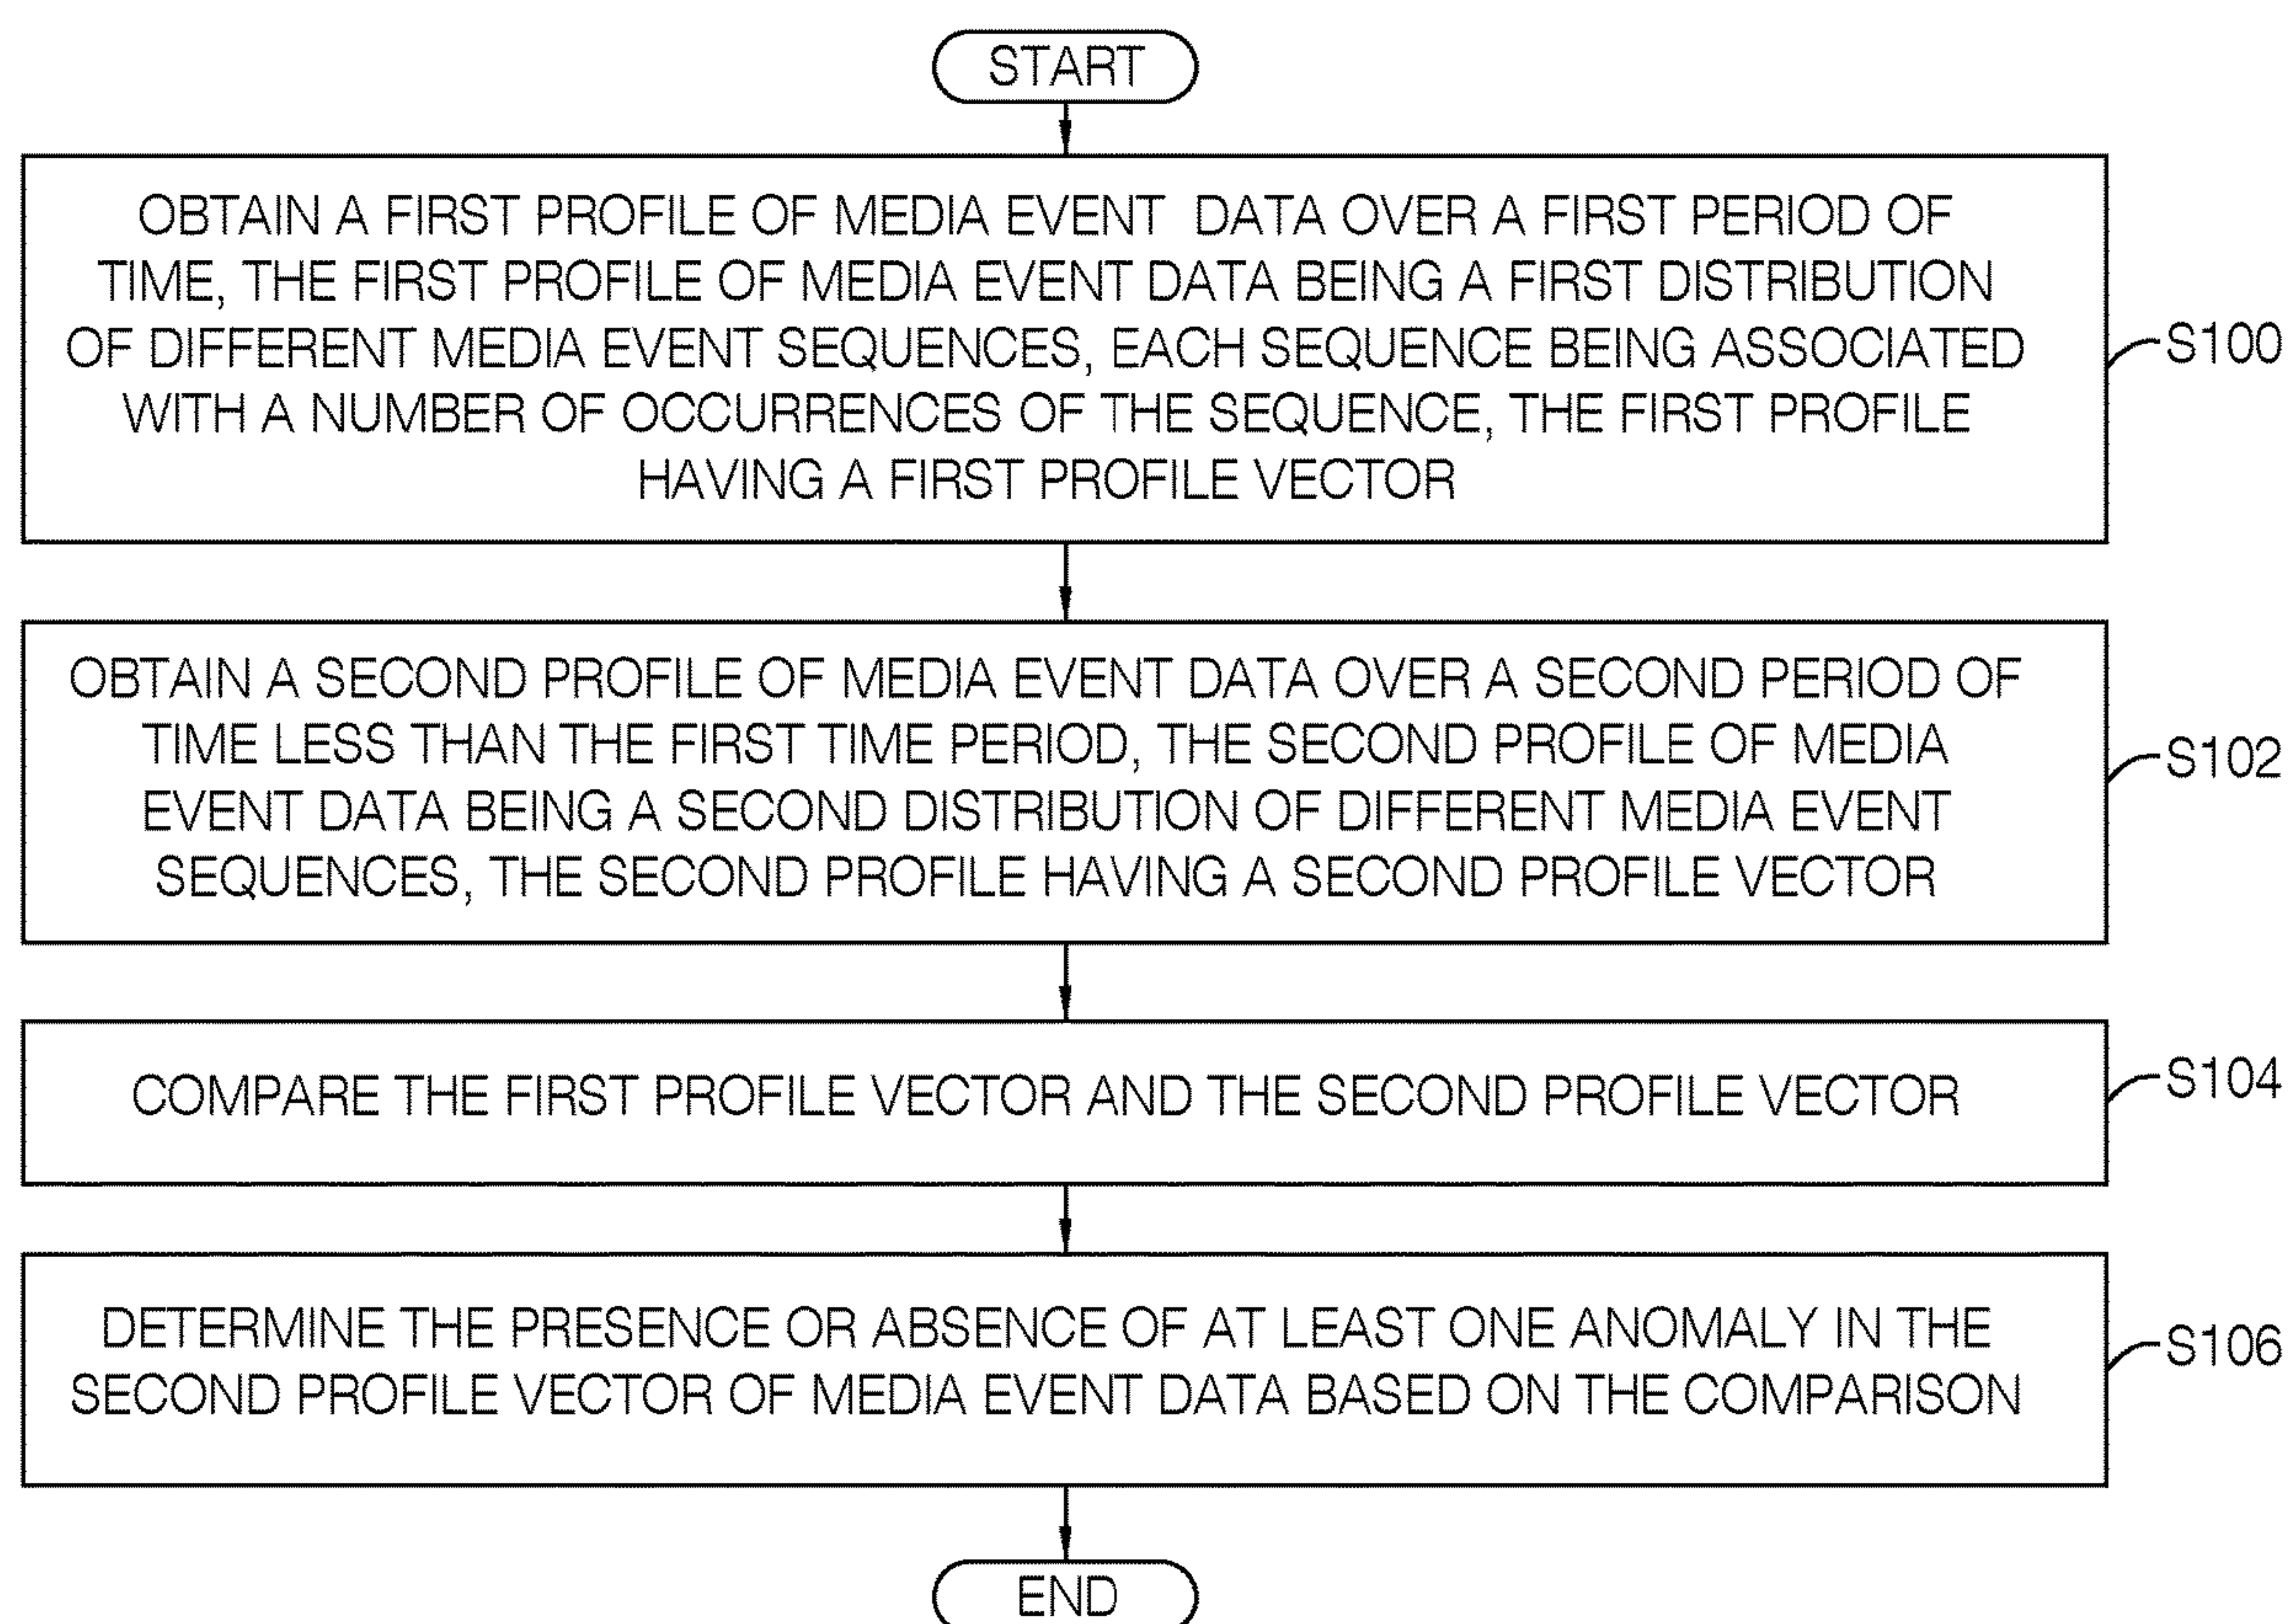 START
OBTAIN A FIRST PROFILE OF MEDIA EVENT DATA OVER A FIRST PERIOD OF
TIME, THE FIRST PROFILE OF MEDIA EVENT DATA BEING A FIRST DISTRIBUTION
OF DIFFERENT MEDIA EVENT SEQUENCES, EACH SEQUENCE BEING ASSOCIATED
WITH A NUMBER OF OCCURRENCES OF THE SEQUENCE, THE FIRST PROFILE
HAVING A FIRST PROFILE VECTOR
S100
OBTAIN A SECOND PROFILE OF MEDIA EVENT DATA OVER A SECOND PERIOD OF
TIME LESS THAN THE FIRST TIME PERIOD, THE SECOND PROFILE OF MEDIA
EVENT DATA BEING A SECOND DISTRIBUTION OF DIFFERENT MEDIA EVENT
SEQUENCES, THE SECOND PROFILE HAVING A SECOND PROFILE VECTOR
S102
COMPARE THE FIRST PROFILE VECTOR AND THE SECOND PROFILE VECTOR
S104
DETERMINE THE PRESENCE OR ABSENCE OF AT LEAST ONE ANOMALY IN THE
SECOND PROFILE VECTOR OF MEDIA EVENT DATA BASED ON THE COMPARISON
S106
END